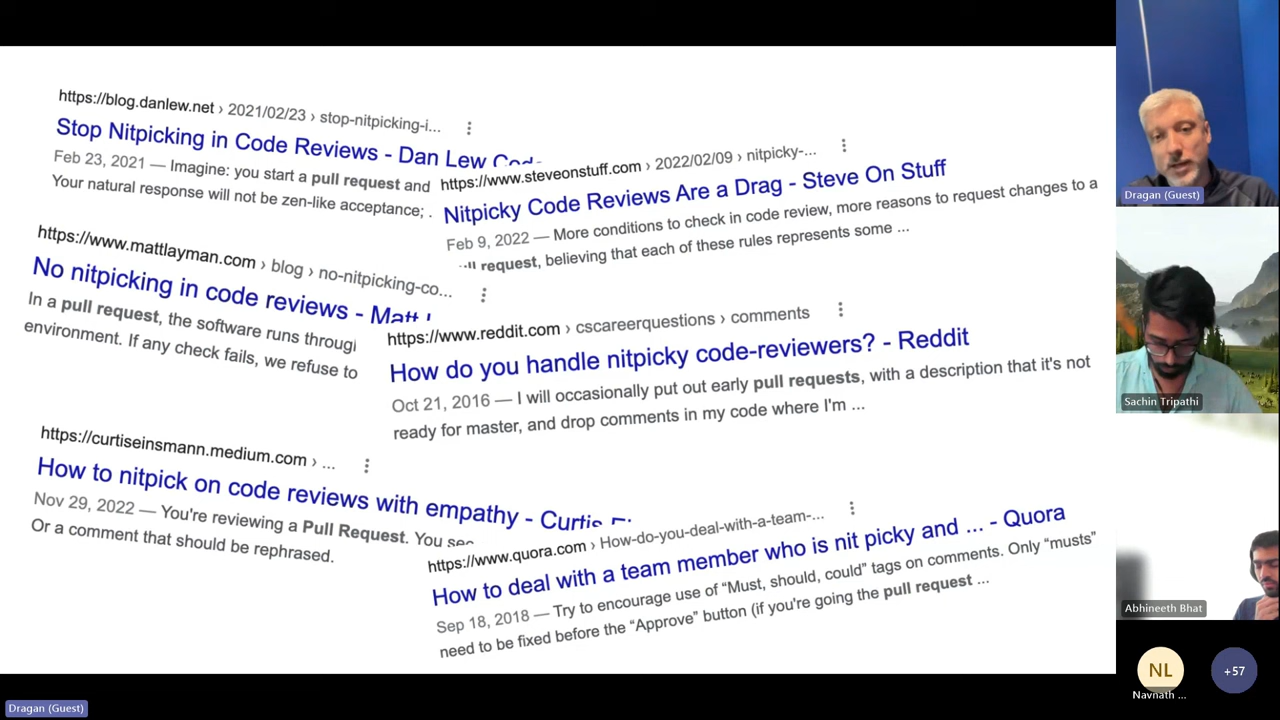 https://blog.danlew.net › 2021/02/23 › stop-nitpicking-i...
Stop Nitpicking in Code Reviews - Dan Lew
Feb 23, 2021 — Imagine: you start a pull request and
Your natural response will not be zen-like acceptance;
https://www.steveonstuff.com › 2022/02/09 › nitpicky-...
Nitpicky Code Reviews Are a Drag - Steve On Stuff
Feb 9, 2022 — More conditions to check in code review, more reasons to request changes to a
request, believing that each of these rules represents some ...
https://www.mattlayman.com › blog › no-nitpicking-co...
No nitpicking in code reviews -
In a pull request, the software runs
environment. If any check fails, we refuse to
https://www.reddit.com › cscareerquestions › comments
How do you handle nitpicky code-reviewers? - Reddit
Oct 21, 2016 — I will occasionally put out early pull requests, with a description that it's not
ready for master, and drop comments in my code where I'm ...
https://curtiseinsmann.medium.com › ...
How to nitpick on code reviews with empathy - Curtis
Nov 29, 2022 — You're reviewing a Pull Request. You
Or a comment that should be rephrased.
https://www.quora.com › How-do-you-deal-with-a-team-...
How to deal with a team member who is nit picky and ... - Quora
Sep 18, 2018 — Try to encourage use of “Must, should, could” tags on comments. Only “musts”
need to be fixed before the “Approve” button (if you're going the pull request ...
Dragan (Guest)
Sachin Tripathi
Abhineeth Bhat
NL
Navnath ...
+57
Dragan (Guest)